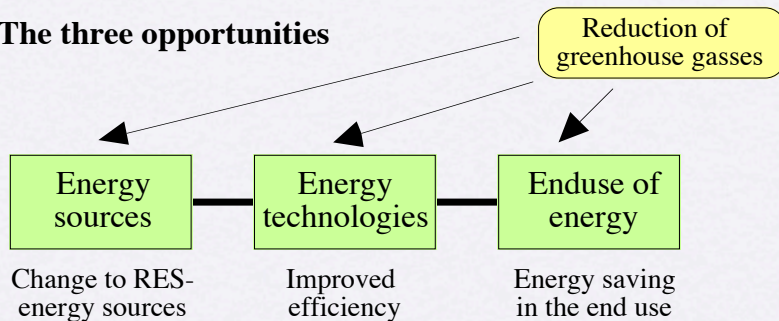 The three opportunities
Reduction of
greenhouse gasses
Energy
sources
Energy
technologies
Enduse of
energy
Change to RES-
energy sources
Improved
efficiency
Energy saving
in the end use